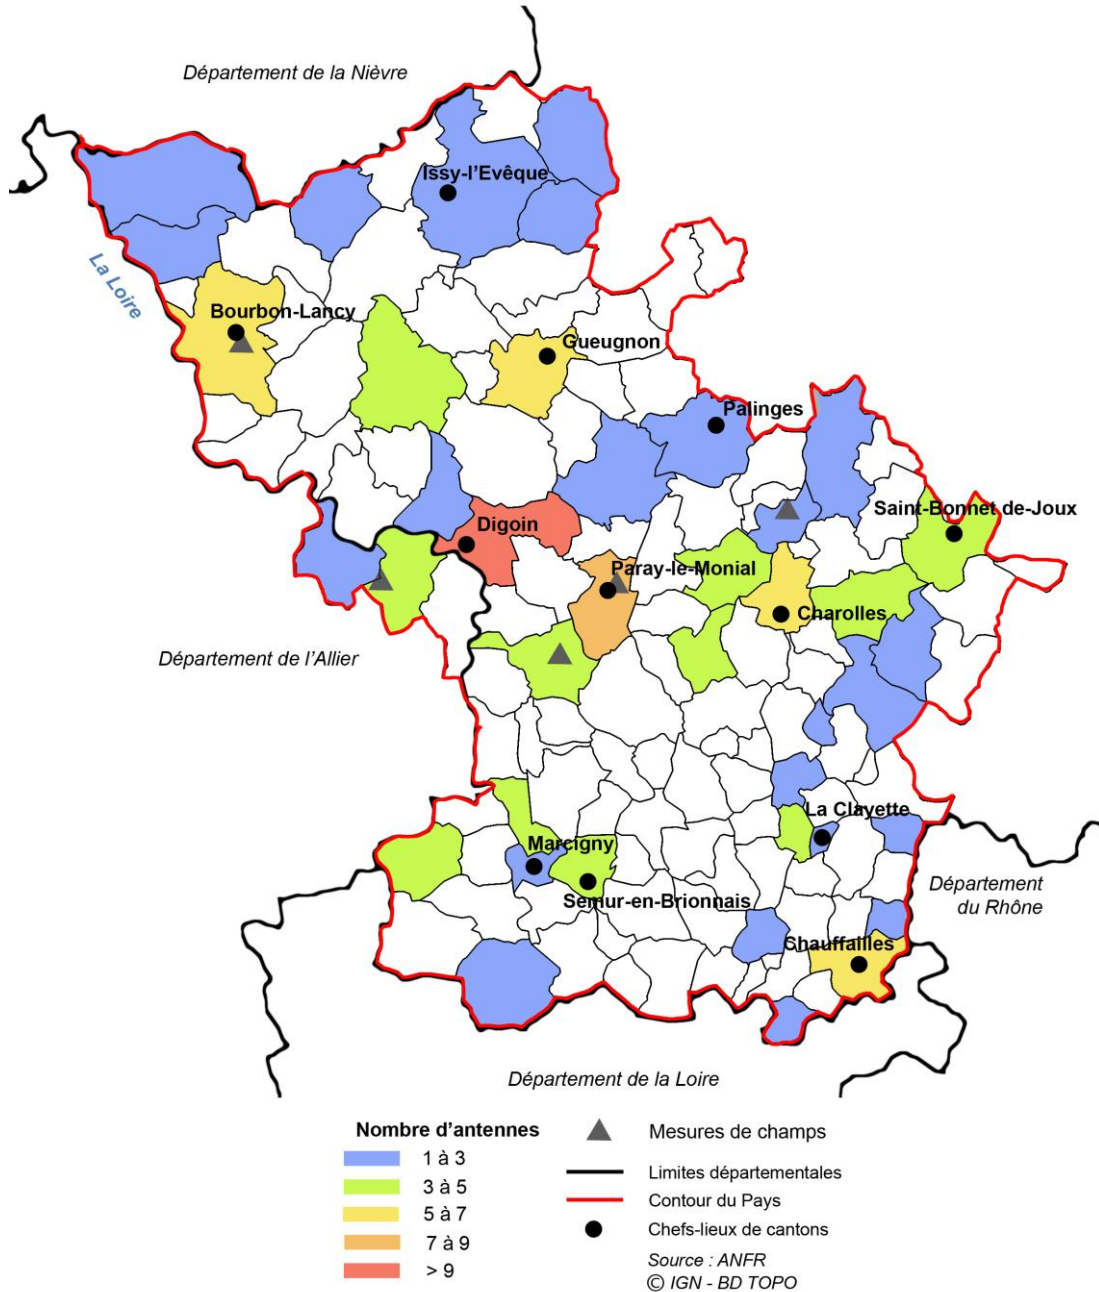 Département de la Nièvre
Issy-l'Evêque
La Loire
Bourbon-Lancy
Gueugnon
Palinges
Saint-Bonnet-de-Joux
Digoin
Paray-le-Monial
Charolles
Département de l'Allier
La Clayette
Marcigny
Semur-en-Brionnais
Département
du Rhône
Chauffailles
Département de la Loire
Nombre d'antennes
1 à 3
3 à 5
5 à 7
7 à 9
> 9
Mesures de champs
Limites départementales
Contour du Pays
Chefs-lieux de cantons
Source : ANFR
© IGN - BD TOPO